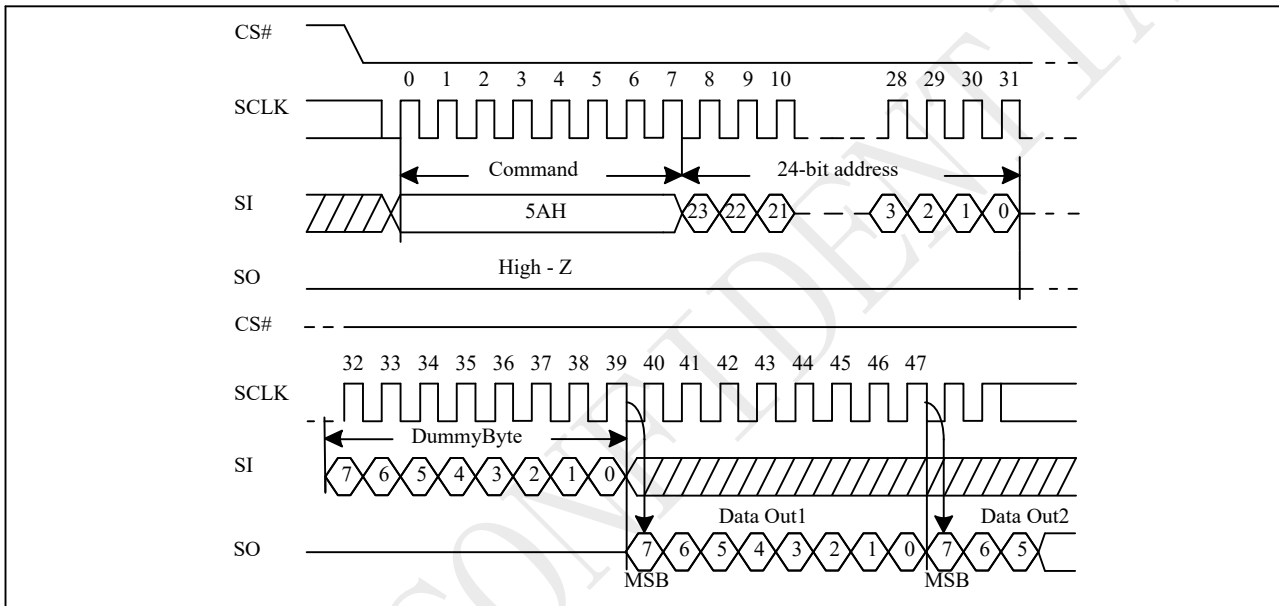 CS#
0 1 2 3 4 5 6 7 8 9 10 28 29 30 31
SCLK
Command 24-bit address
SI 5AH 23 22 21 3 2 1 0
High - Z
SO
CS#
32 33 34 35 36 37 38 39 40 41 42 43 44 45 46 47
SCLK
DummyByte
SI 7 6 5 4 3 2 1 0
Data Out1 Data Out2
SO 7 6 5 4 3 2 1 0 7 6 5
MSB MSB